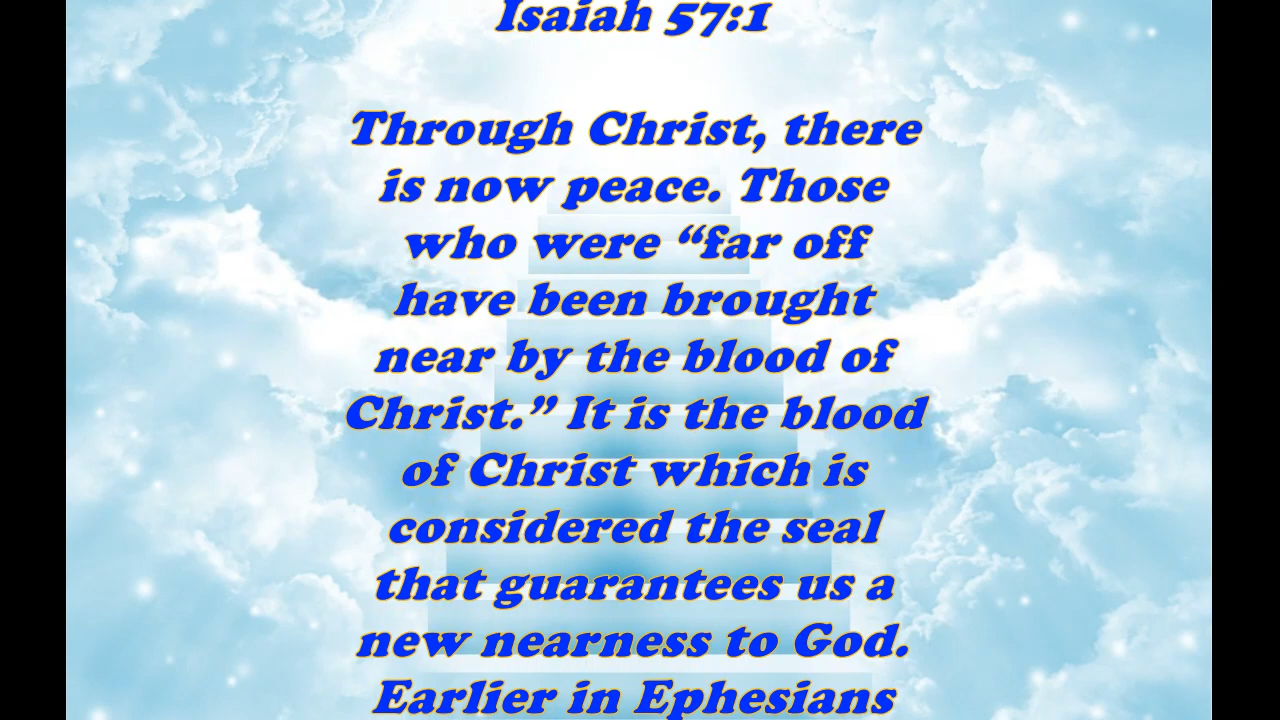 Isaiah 57:1
Through Christ, there
is now peace. Those
who were “far off
have been brought
near by the blood of
Christ.” It is the blood
of Christ which is
considered the seal
that guarantees us a
new nearness to God.
Earlier in Ephesians